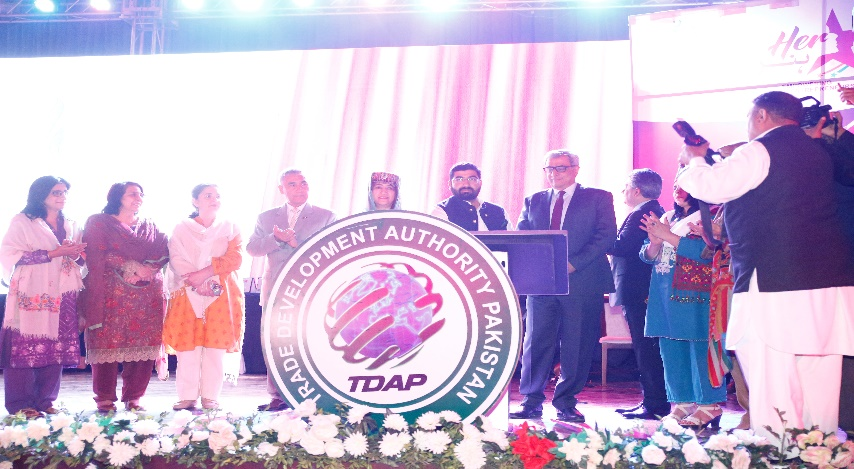 Her
TRADE DEVELOPMENT AUTHORITY PAKISTAN
TDAP